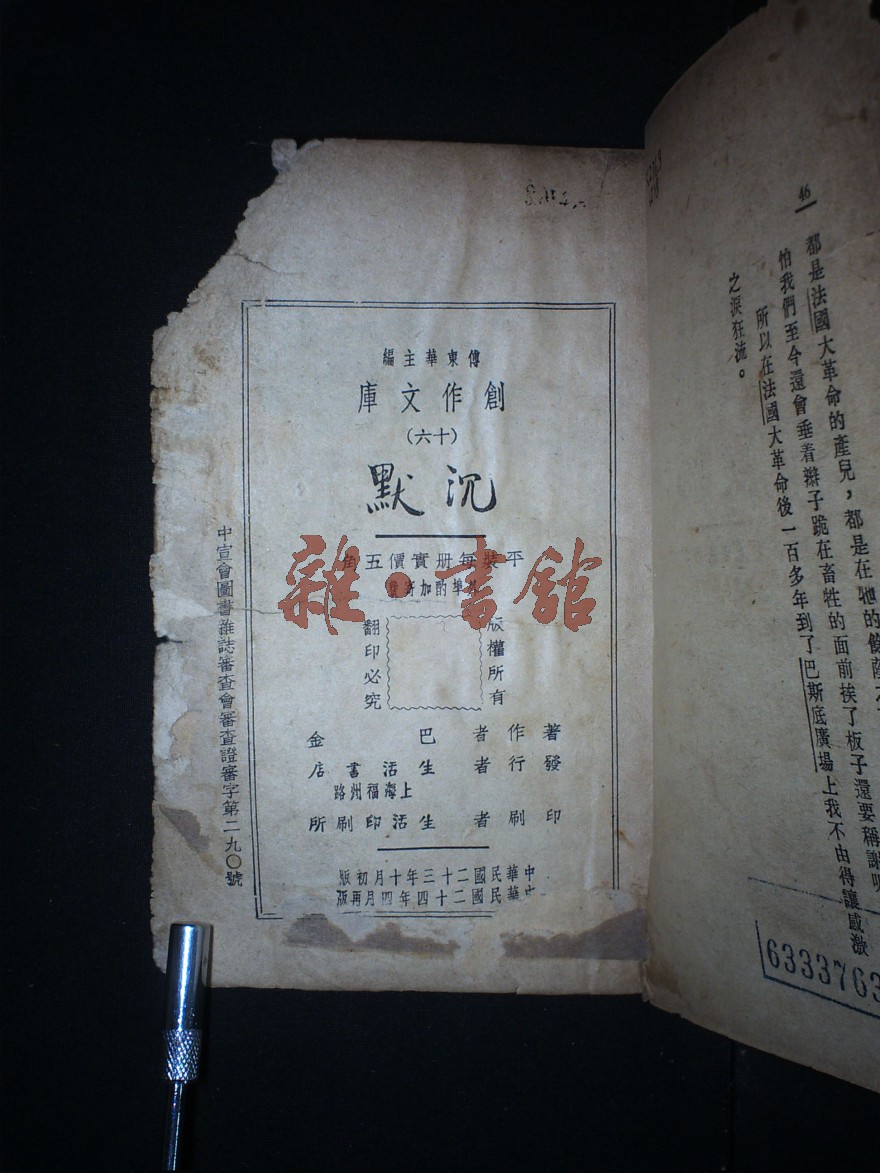 傅東華主編
創作文庫
(十六)
沉默
平裝每册實價五角
外埠酌加寄費
版權所有
翻印必究
著作者 巴金
發行者 生活書店
上海福州路
印刷者 生活印刷所
中華民國二十三年十月初版
中華民國二十四年四月再版
中宣會圖書雜誌審查會審查證審字第二九〇號
雜·書館
46
都是法國大革命的產兒，都是在牠的餘
怕我們至今還會垂着辮子跪在畜牲的面前挨了板子還要稱謝
所以在法國大革命後一百多年到了巴斯底廣場上我不由得讓感激
之淚狂流。
6333763